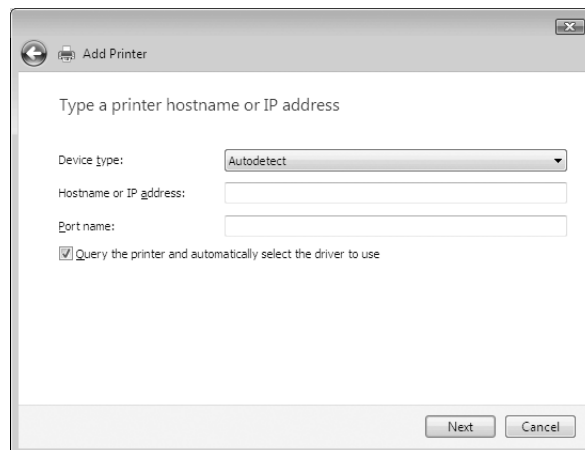 Add Printer
Type a printer hostname or IP address
Device type: Autodetect
Hostname or IP address:
Port name:
Query the printer and automatically select the driver to use
Next Cancel